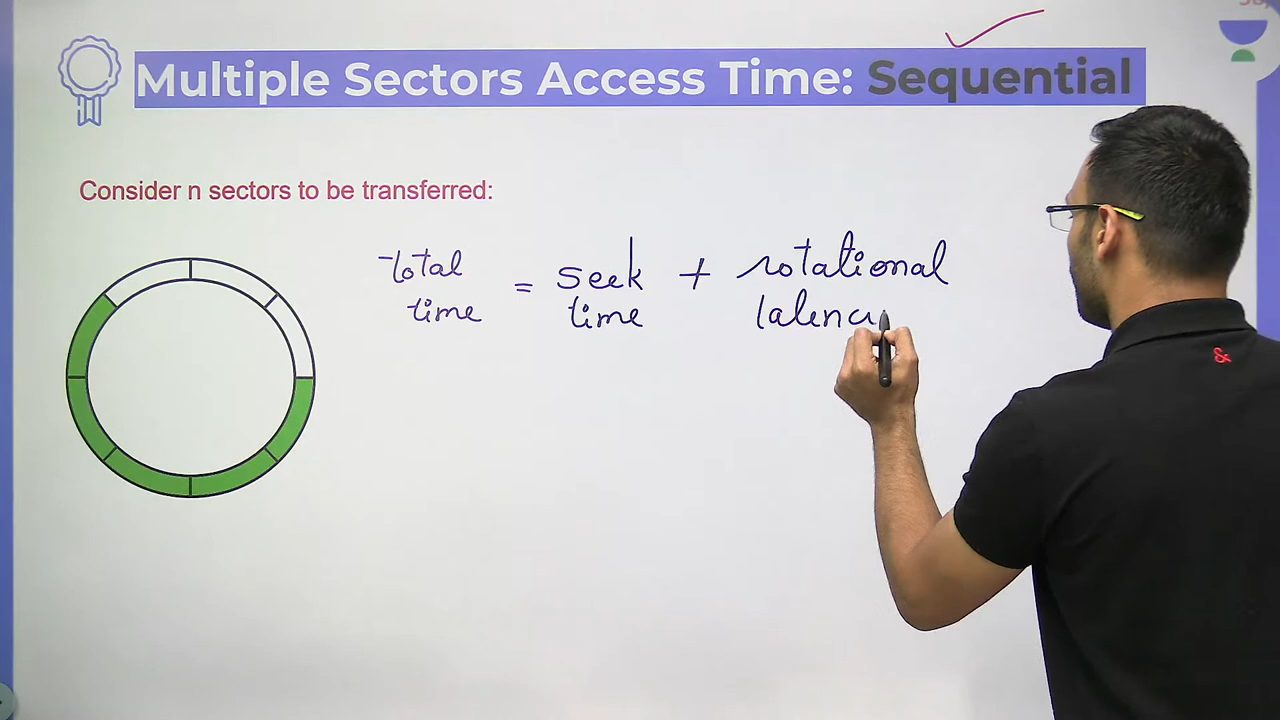 Multiple Sectors Access Time: Sequential
Consider n sectors to be transferred:
total time = seek time + rotational latenc
&